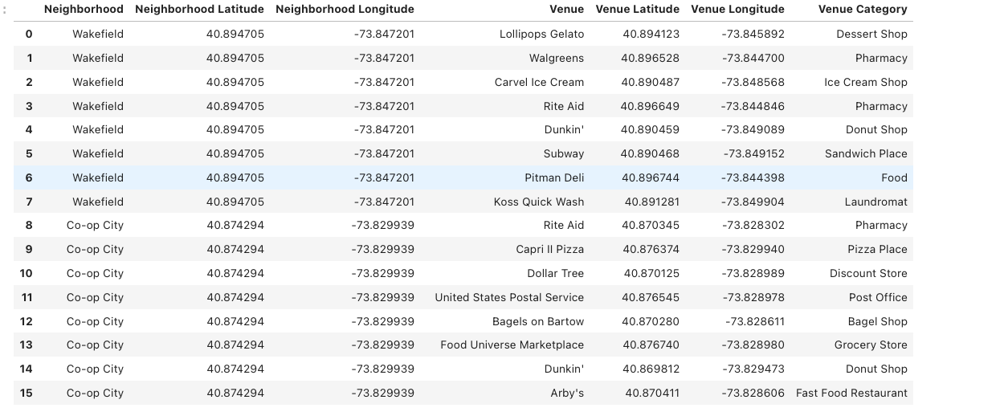 Neighborhood Neighborhood Latitude Neighborhood Longitude Venue Venue Latitude Venue Longitude Venue Category
0 Wakefield 40.894705 -73.847201 Lollipops Gelato 40.894123 -73.845892 Dessert Shop
1 Wakefield 40.894705 -73.847201 Walgreens 40.896528 -73.844700 Pharmacy
2 Wakefield 40.894705 -73.847201 Carvel Ice Cream 40.890487 -73.848568 Ice Cream Shop
3 Wakefield 40.894705 -73.847201 Rite Aid 40.896649 -73.844846 Pharmacy
4 Wakefield 40.894705 -73.847201 Dunkin' 40.890459 -73.849089 Donut Shop
5 Wakefield 40.894705 -73.847201 Subway 40.890468 -73.849152 Sandwich Place
6 Wakefield 40.894705 -73.847201 Pitman Deli 40.896744 -73.844398 Food
7 Wakefield 40.894705 -73.847201 Koss Quick Wash 40.891281 -73.849904 Laundromat
8 Co-op City 40.874294 -73.829939 Rite Aid 40.870345 -73.828302 Pharmacy
9 Co-op City 40.874294 -73.829939 Capri II Pizza 40.876374 -73.829940 Pizza Place
10 Co-op City 40.874294 -73.829939 Dollar Tree 40.870125 -73.828989 Discount Store
11 Co-op City 40.874294 -73.829939 United States Postal Service 40.876545 -73.828978 Post Office
12 Co-op City 40.874294 -73.829939 Bagels on Bartow 40.870280 -73.828611 Bagel Shop
13 Co-op City 40.874294 -73.829939 Food Universe Marketplace 40.876740 -73.828980 Grocery Store
14 Co-op City 40.874294 -73.829939 Dunkin' 40.869812 -73.829473 Donut Shop
15 Co-op City 40.874294 -73.829939 Arby's 40.870411 -73.828606 Fast Food Restaurant